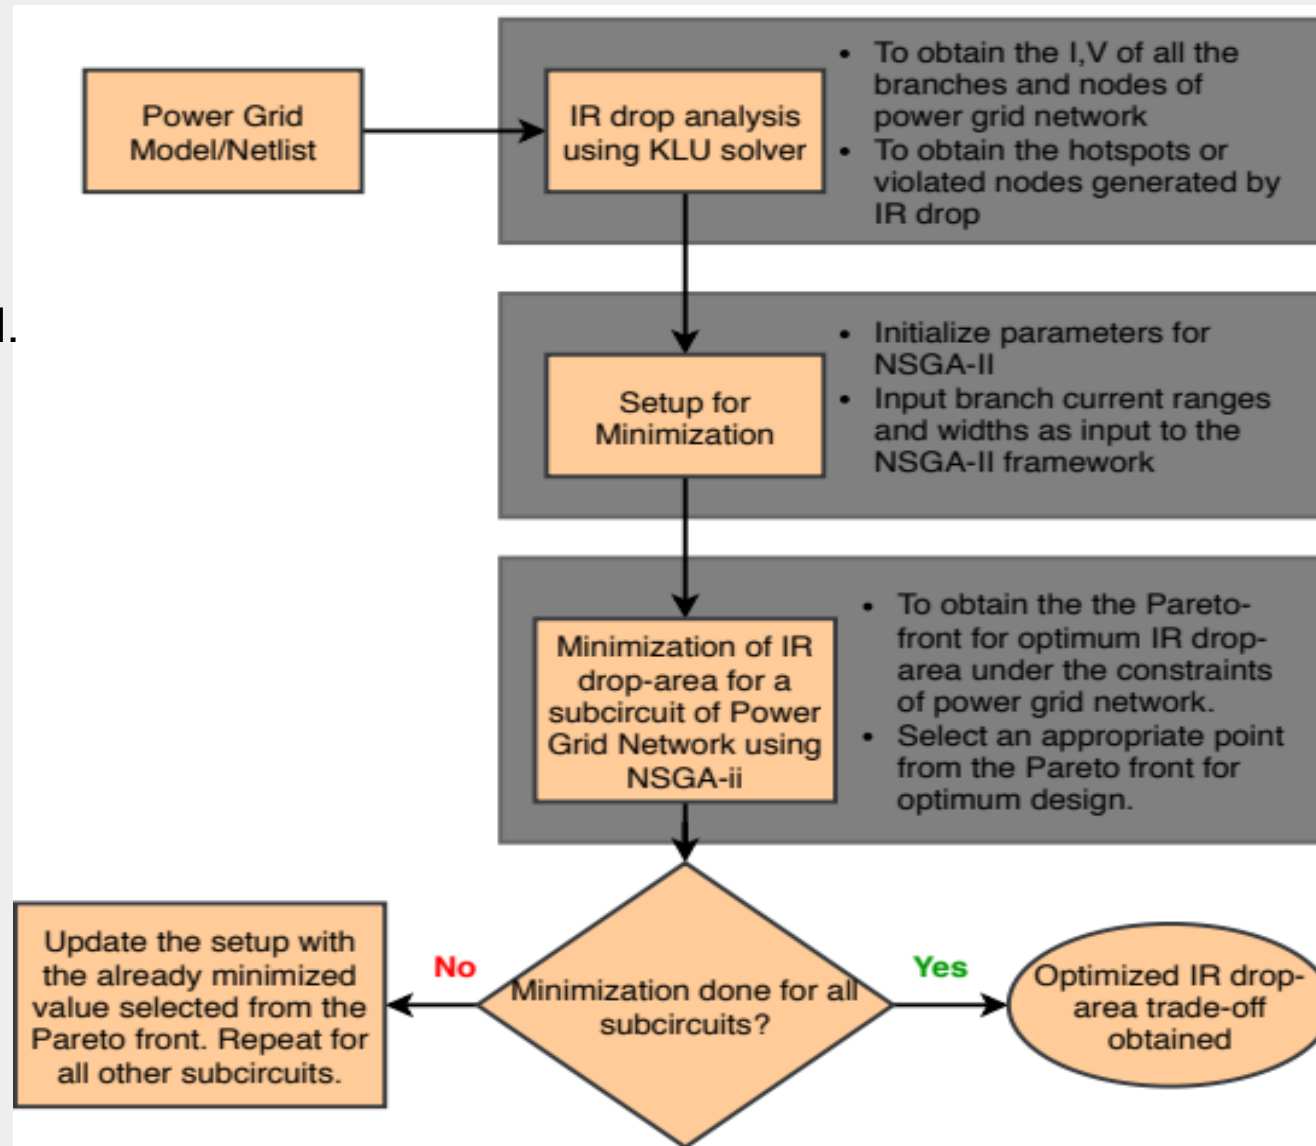 Power Grid
Model/Netlist
IR drop analysis
using KLU solver
• To obtain the I,V of all the
branches and nodes of
power grid network
• To obtain the hotspots or
violated nodes generated by
IR drop
.
Setup for
Minimization
• Initialize parameters for
NSGA-II
• Input branch current ranges
and widths as input to the
NSGA-II framework
Minimization of IR
drop-area for a
subcircuit of Power
Grid Network using
NSGA-ii
• To obtain the the Pareto-
front for optimum IR drop-
area under the constraints
of power grid network.
• Select an appropriate point
from the Pareto front for
optimum design.
Update the setup with
the already minimized
value selected from the
Pareto front. Repeat for
all other subcircuits.
No
Minimization done for all
subcircuits?
Yes
Optimized IR drop-
area trade-off
obtained